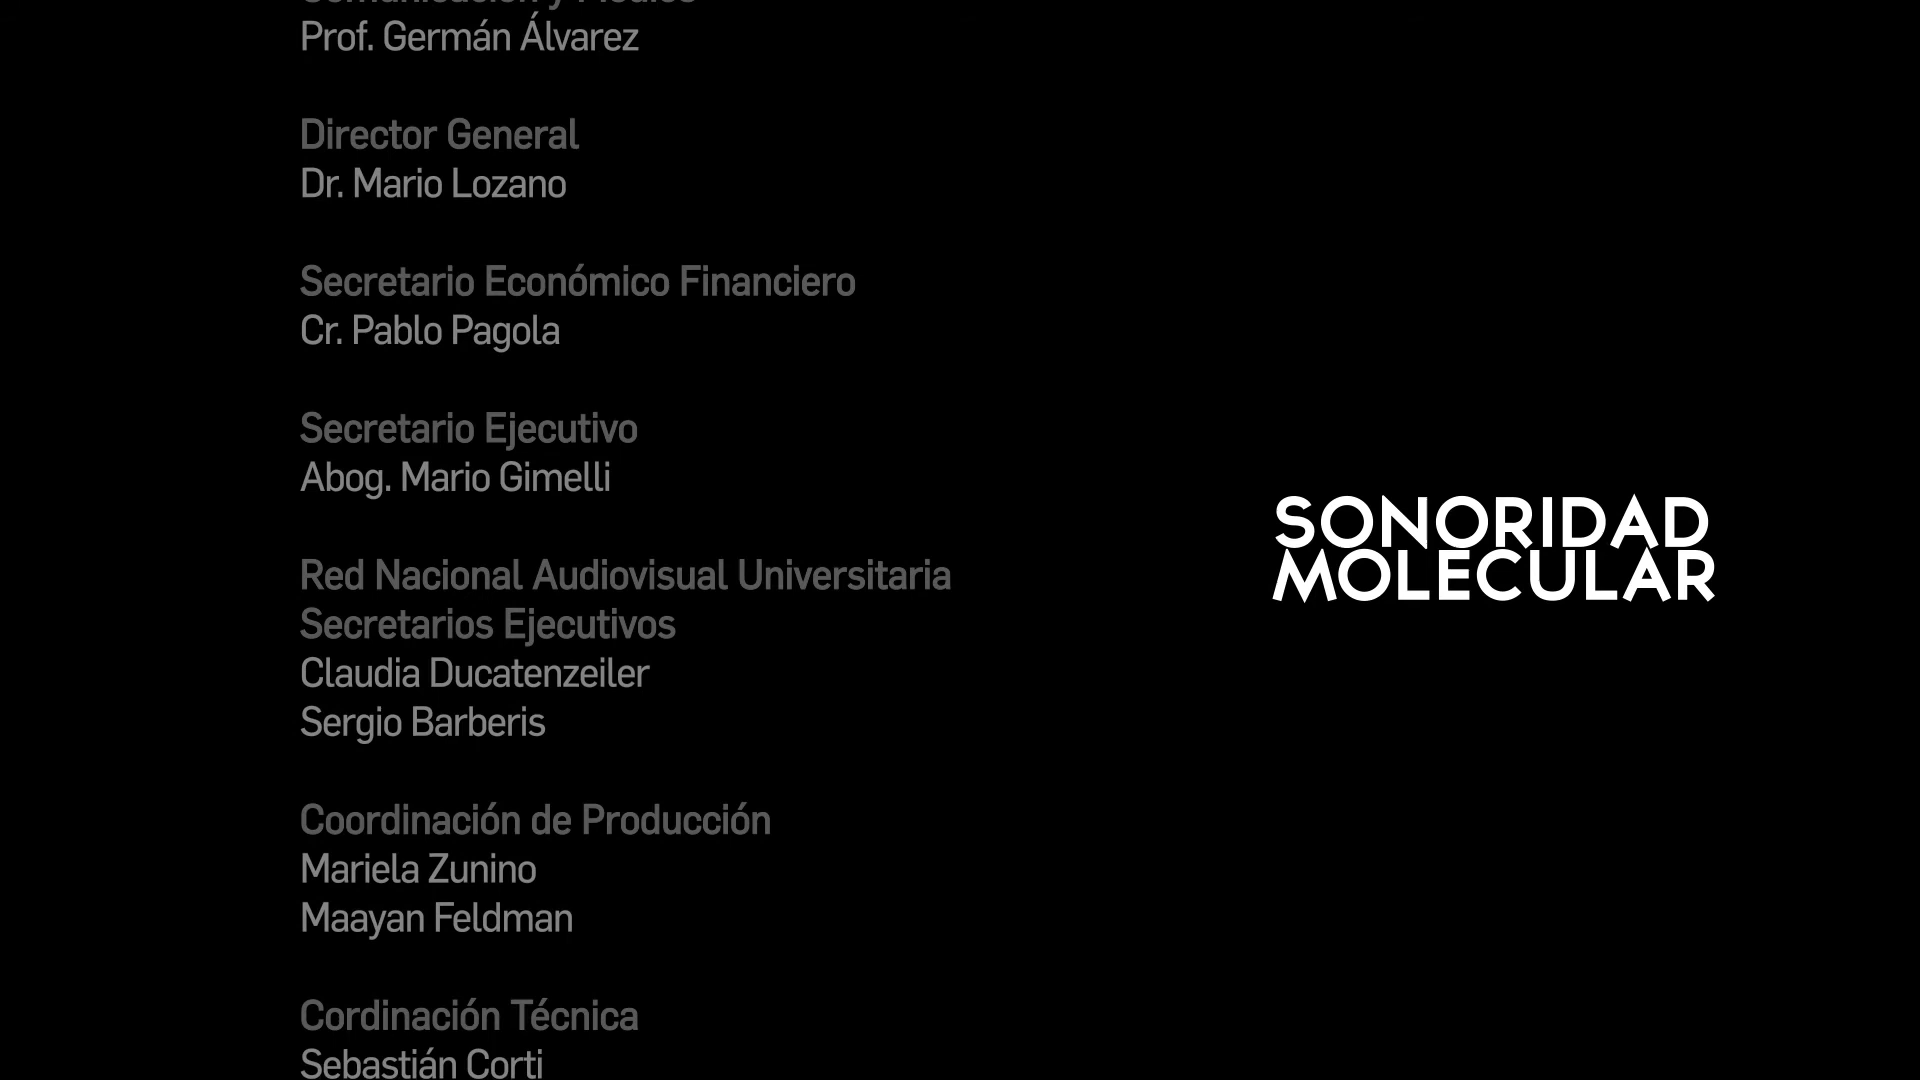 Comunicación y Medios
Prof. Germán Álvarez
Director General
Dr. Mario Lozano
Secretario Económico Financiero
Cr. Pablo Pagola
Secretario Ejecutivo
Abog. Mario Gimelli
Red Nacional Audiovisual Universitaria
Secretarios Ejecutivos
Claudia Ducatenzeiler
Sergio Barberis
Coordinación de Producción
Mariela Zunino
Maayan Feldman
Cordinación Técnica
Sebastián Corti
SONORIDAD
MOLECULAR